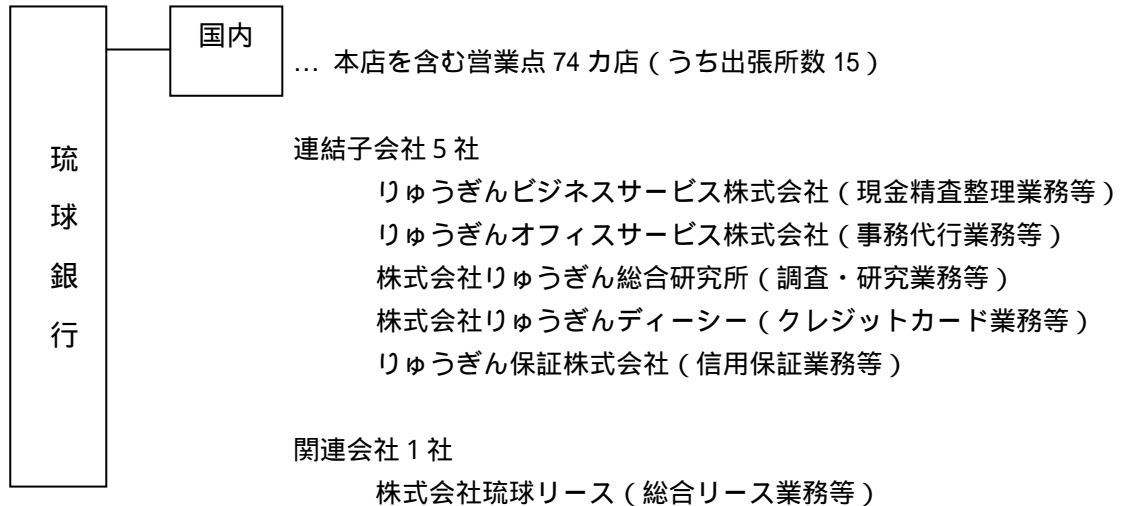 国内
… 本店を含む営業点 74 カ店（うち出張所数 15）
琉球銀行
連結子会社 5 社
りゅうぎんビジネスサービス株式会社（現金精査整理業務等）
りゅうぎんオフィスサービス株式会社（事務代行業務等）
株式会社りゅうぎん総合研究所（調査・研究業務等）
株式会社りゅうぎんディーシー（クレジットカード業務等）
りゅうぎん保証株式会社（信用保証業務等）
関連会社 1 社
株式会社琉球リース（総合リース業務等）